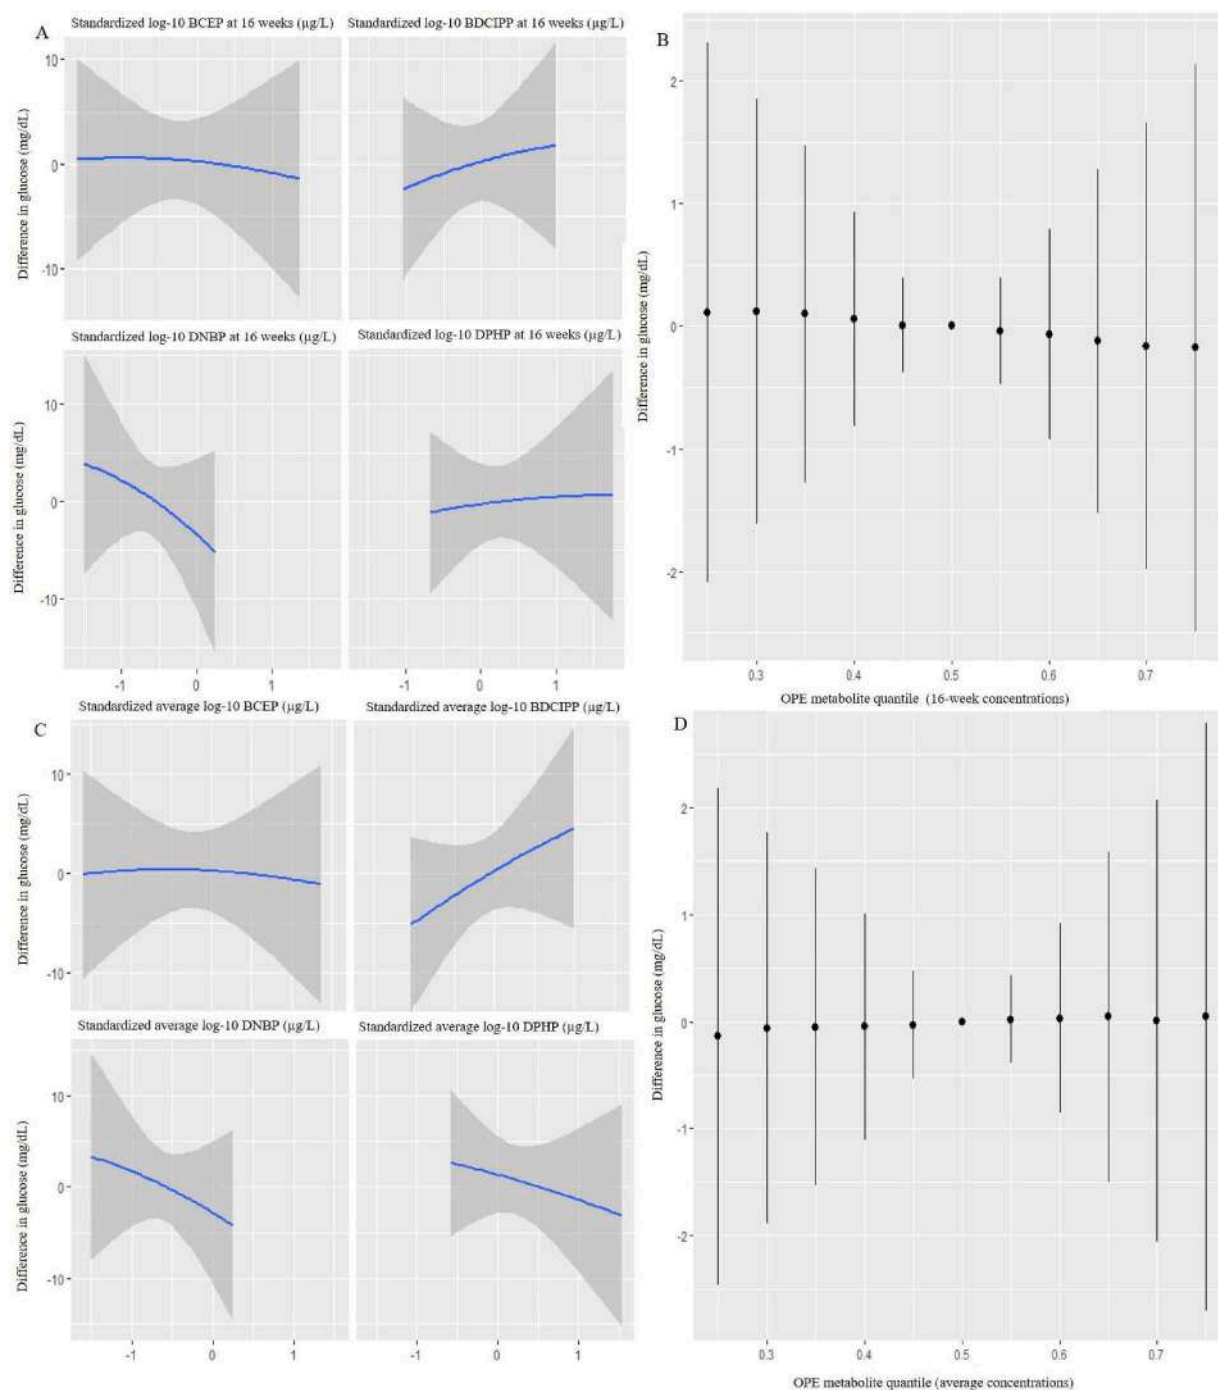 A
Standardized log-10 BCEP at 16 weeks (µg/L)
Standardized log-10 BDCIPP at 16 weeks (µg/L)
10
0
-10
Difference in glucose (mg/dL)
Standardized log-10 DNBP at 16 weeks (µg/L)
Standardized log-10 DPHP at 16 weeks (µg/L)
10
0
-10
Difference in glucose (mg/dL)
-1 0 1
-1 0 1
B
2
1
0
-1
-2
Difference in glucose (mg/dL)
0.3 0.4 0.5 0.6 0.7
OPE metabolite quantile (16-week concentrations)
C
Standardized average log-10 BCEP (µg/L)
Standardized average log-10 BDCIPP (µg/L)
10
0
-10
Difference in glucose (mg/dL)
Standardized average log-10 DNBP (µg/L)
Standardized average log-10 DPHP (µg/L)
10
0
-10
Difference in glucose (mg/dL)
-1 0 1
-1 0 1
D
2
1
0
-1
-2
Difference in glucose (mg/dL)
0.3 0.4 0.5 0.6 0.7
OPE metabolite quantile (average concentrations)